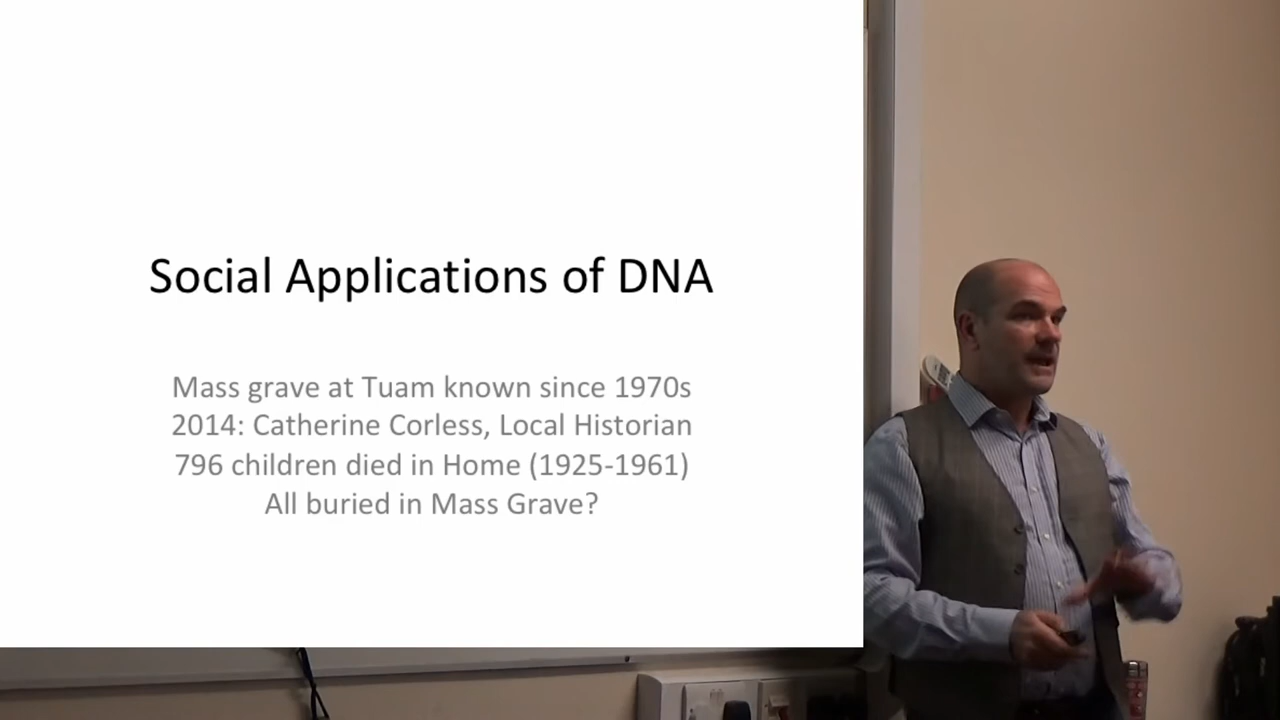 Social Applications of DNA
Mass grave at Tuam known since 1970s
2014: Catherine Corless, Local Historian
796 children died in Home (1925-1961)
All buried in Mass Grave?